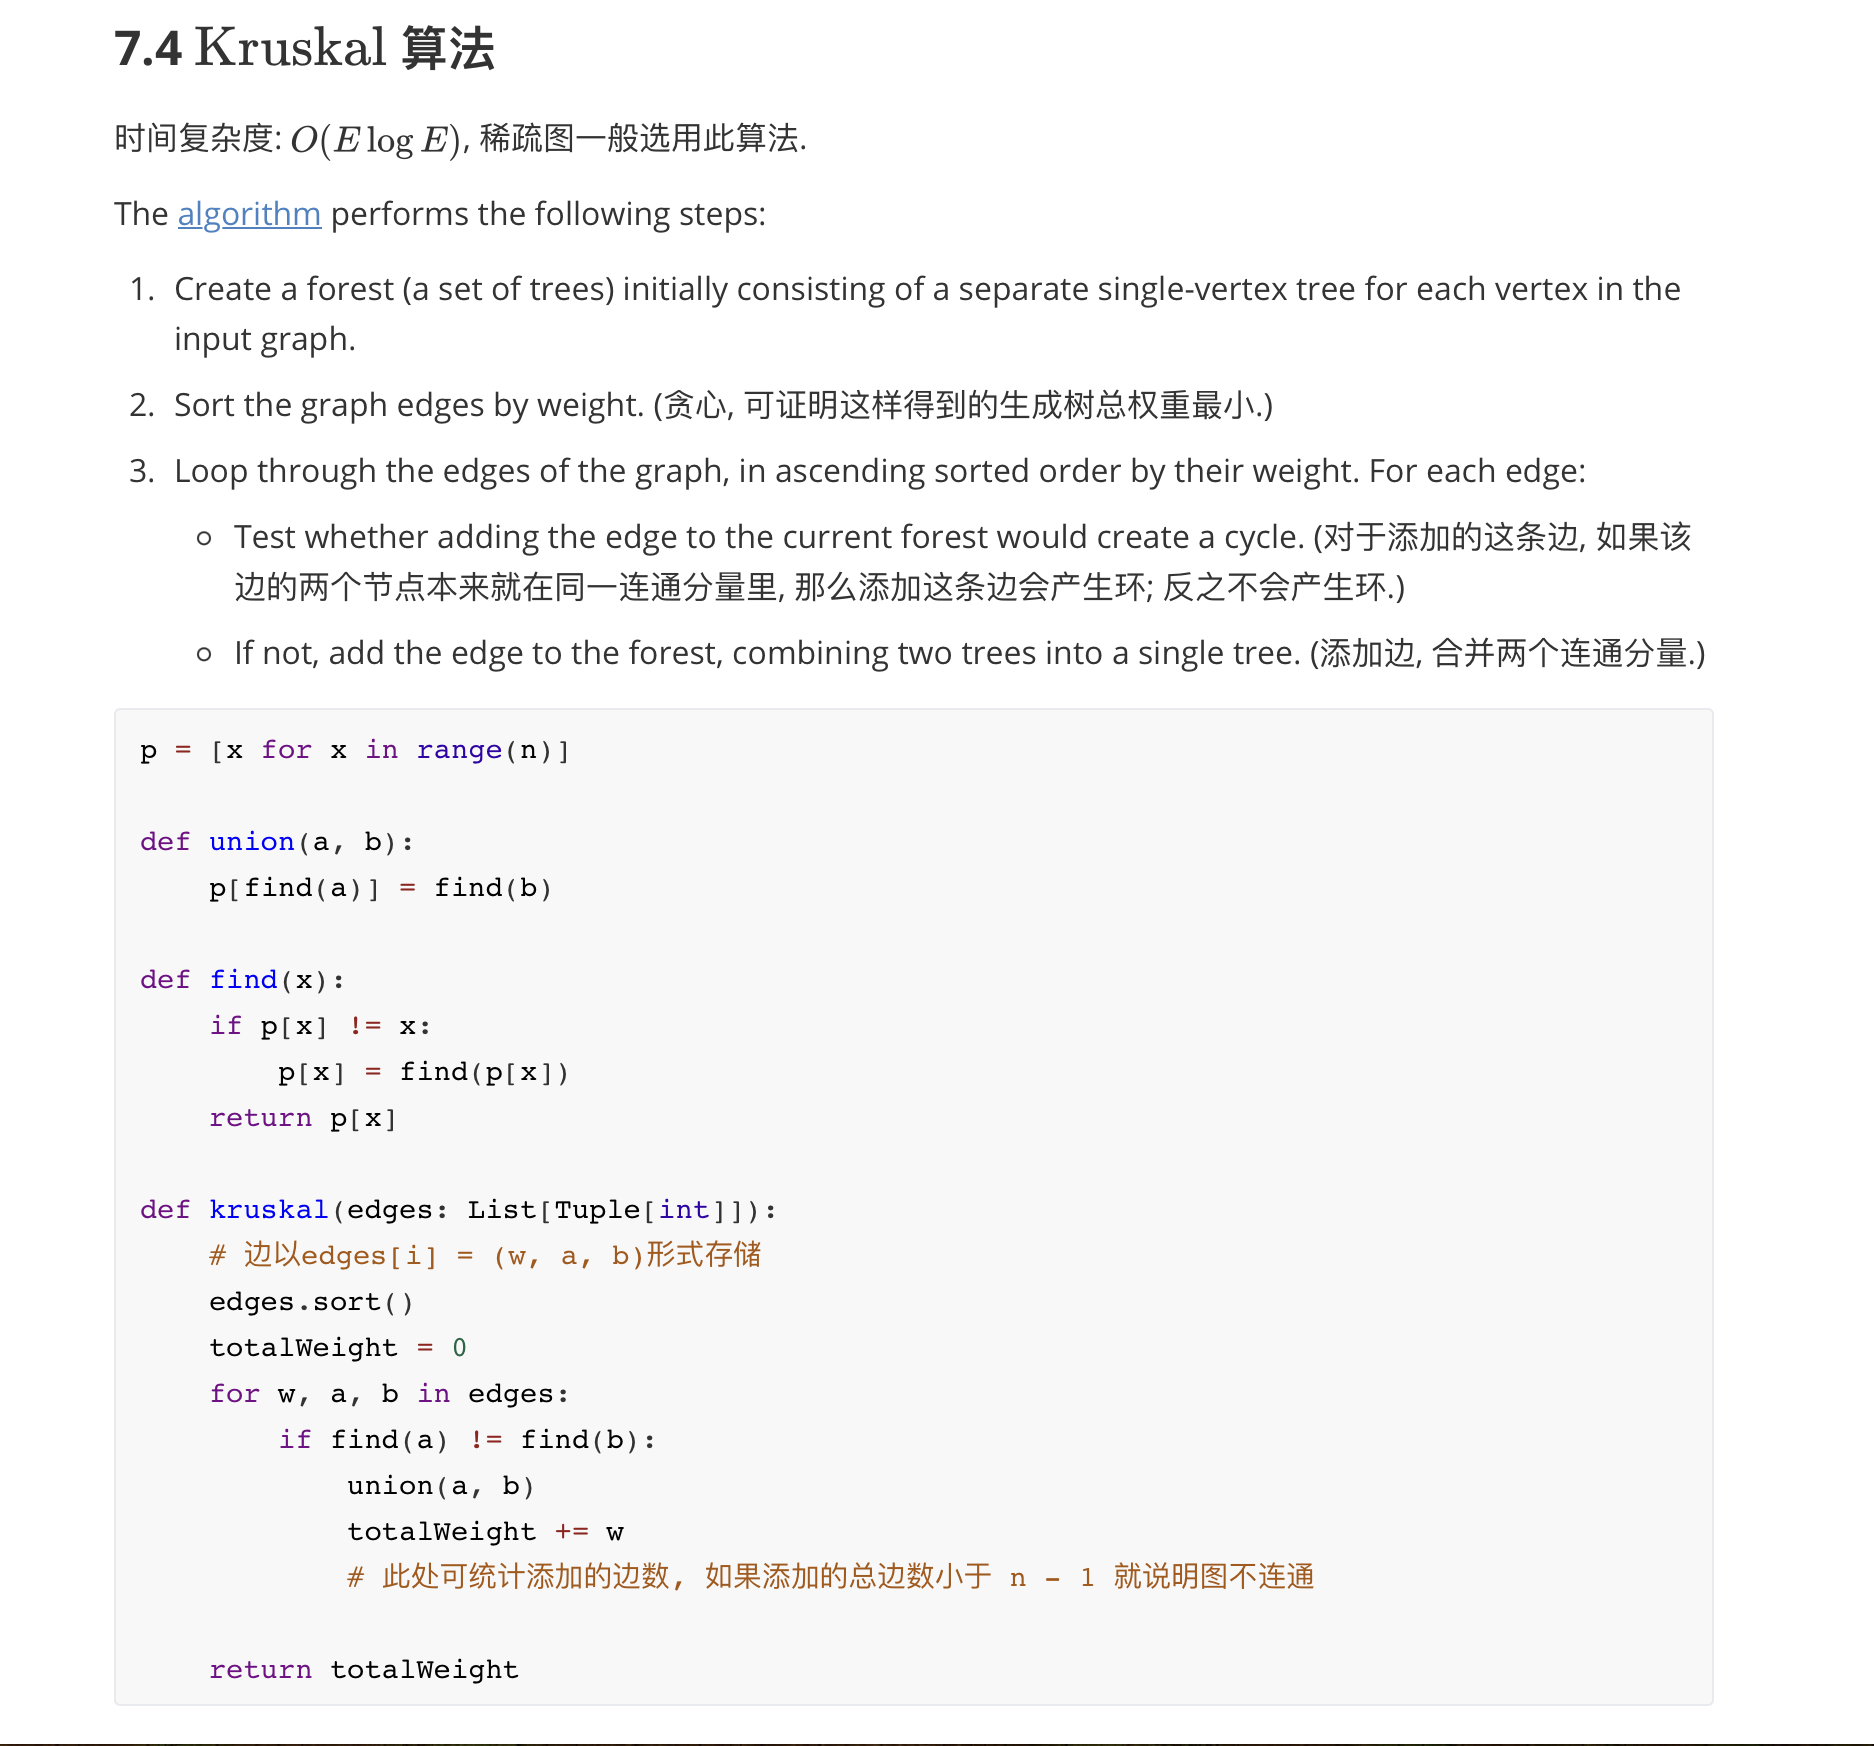 7.4 Kruskal 算法
时间复杂度: O(E log E), 稀疏图一般选用此算法.
The algorithm performs the following steps:
1. Create a forest (a set of trees) initially consisting of a separate single-vertex tree for each vertex in the
input graph.
2. Sort the graph edges by weight. (贪心, 可证明这样得到的生成树总权重最小.)
3. Loop through the edges of the graph, in ascending sorted order by their weight. For each edge:
○ Test whether adding the edge to the current forest would create a cycle. (对于添加的这条边, 如果该
边的两个节点本来就在同一连通分量里, 那么添加这条边会产生环; 反之不会产生环.)
○ If not, add the edge to the forest, combining two trees into a single tree. (添加边, 合并两个连通分量.)
p = [x for x in range(n)]
def union(a, b):
    p[find(a)] = find(b)
def find(x):
    if p[x] != x:
        p[x] = find(p[x])
    return p[x]
def kruskal(edges: List[Tuple[int]]):
    # 边以edges[i] = (w, a, b)形式存储
    edges.sort()
    totalWeight = 0
    for w, a, b in edges:
        if find(a) != find(b):
            union(a, b)
            totalWeight += w
            # 此处可统计添加的边数, 如果添加的总边数小于 n - 1 就说明图不连通
    return totalWeight